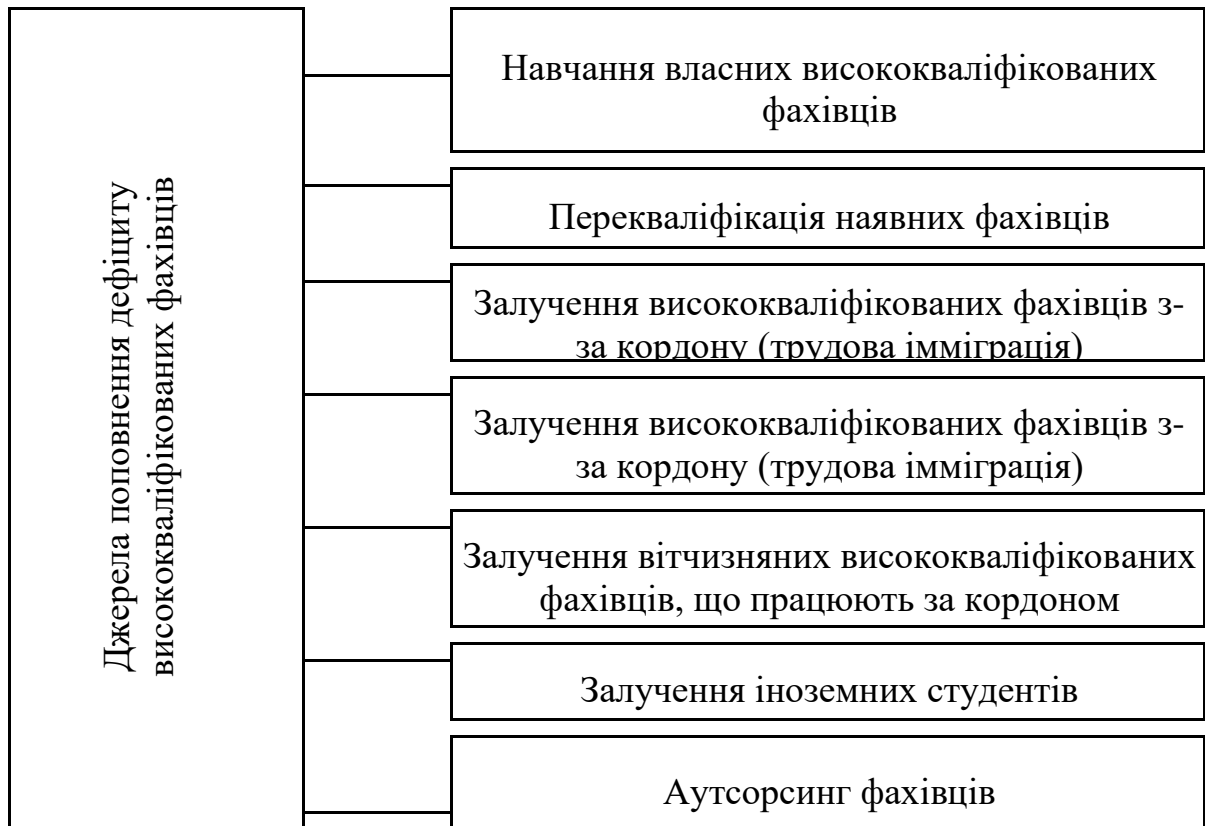 Джерела поповнення дефіциту
висококваліфікованих фахівців
Навчання власних висококваліфікованих
фахівців
Перекваліфікація наявних фахівців
Залучення висококваліфікованих фахівців з-
за кордону (трудова імміграція)
Залучення висококваліфікованих фахівців з-
за кордону (трудова імміграція)
Залучення вітчизняних висококваліфікованих
фахівців, що працюють за кордоном
Залучення іноземних студентів
Аутсорсинг фахівців